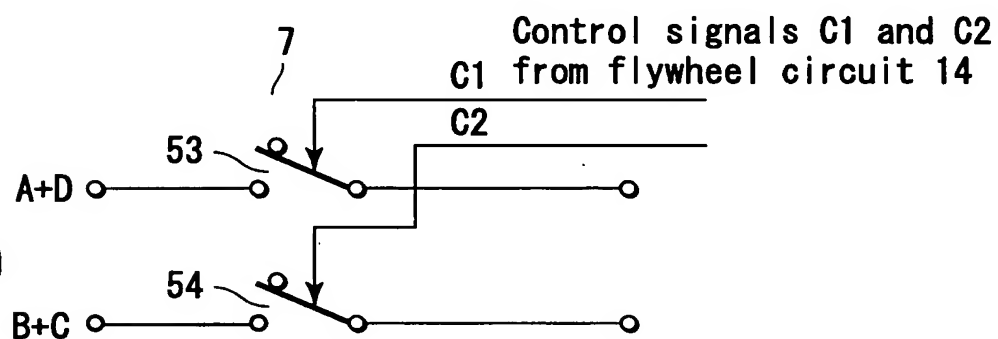 7
Control signals C1 and C2
from flywheel circuit 14
C1
C2
53
A+D
54
B+C